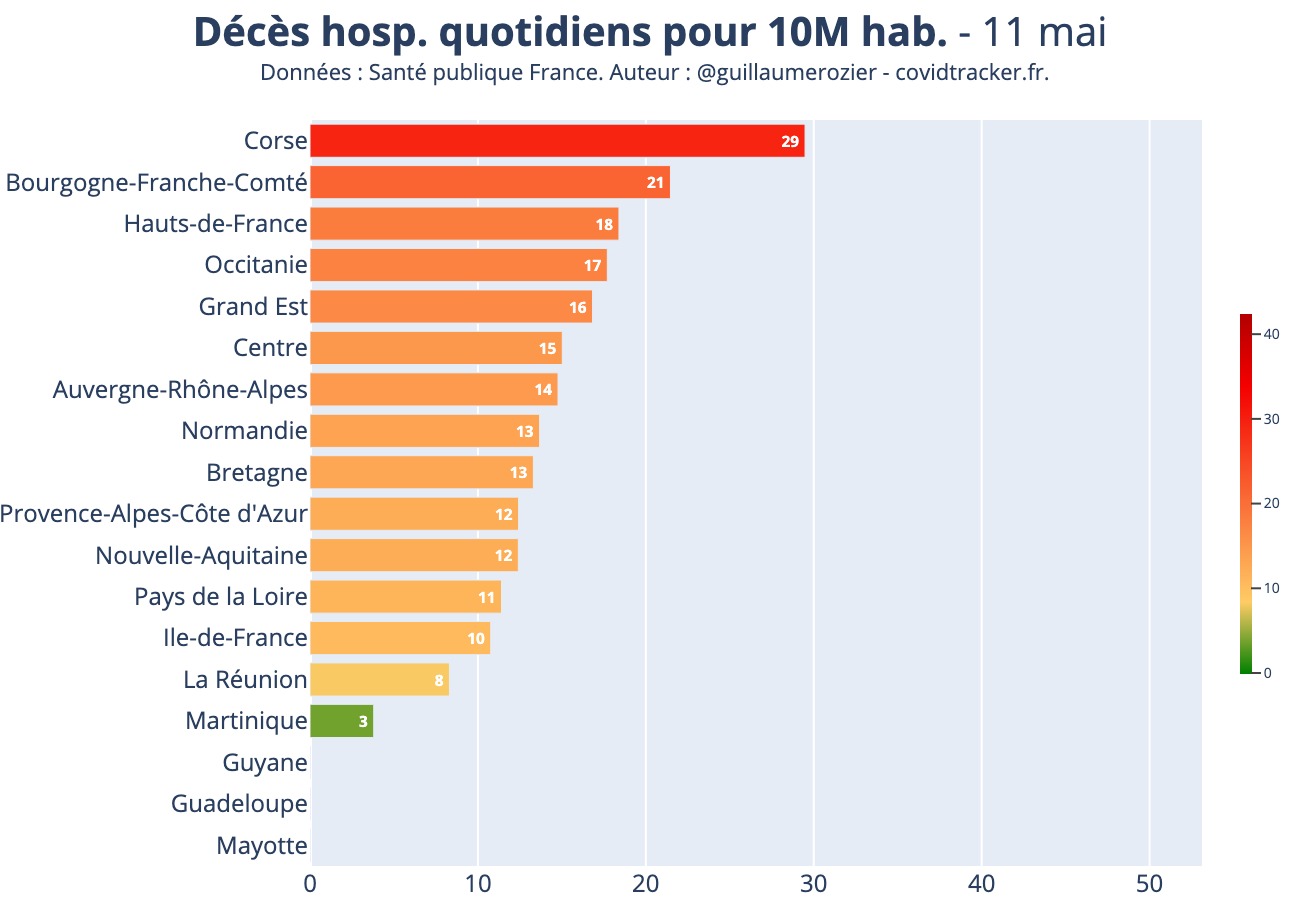 Décès hosp. quotidiens pour 10M hab. - 11 mai
Données : Santé publique France. Auteur : @guillaumerozier - covidtracker.fr.
Corse 29
Bourgogne-Franche-Comté 21
Hauts-de-France 18
Occitanie 17
Grand Est 16
Centre 15
Auvergne-Rhône-Alpes 14
Normandie 13
Bretagne 13
Provence-Alpes-Côte d'Azur 12
Nouvelle-Aquitaine 12
Pays de la Loire 11
Ile-de-France 10
La Réunion 8
Martinique 3
Guyane
Guadeloupe
Mayotte
0 10 20 30 40 50
40
30
20
10
0